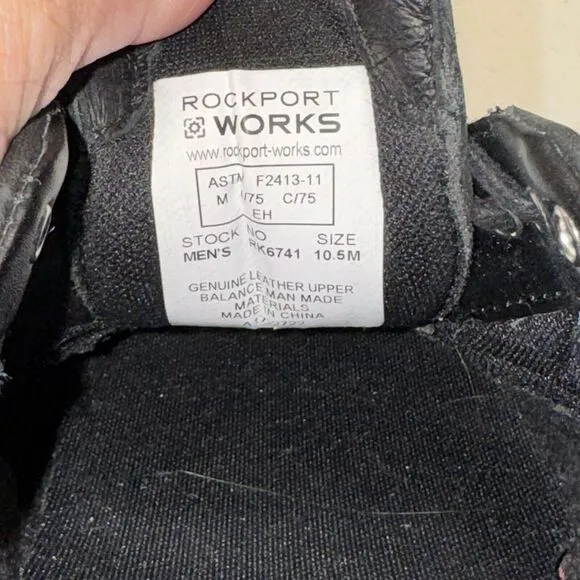 ROCKPORT
WORKS
www.rockport-works.com
ASTM F2413-11
M I/75 C/75
EH
STOCK NO SIZE
MEN'S RK6741 10.5M
GENUINE LEATHER UPPER
BALANCE MAN MADE
MATERIALS
MADE IN CHINA